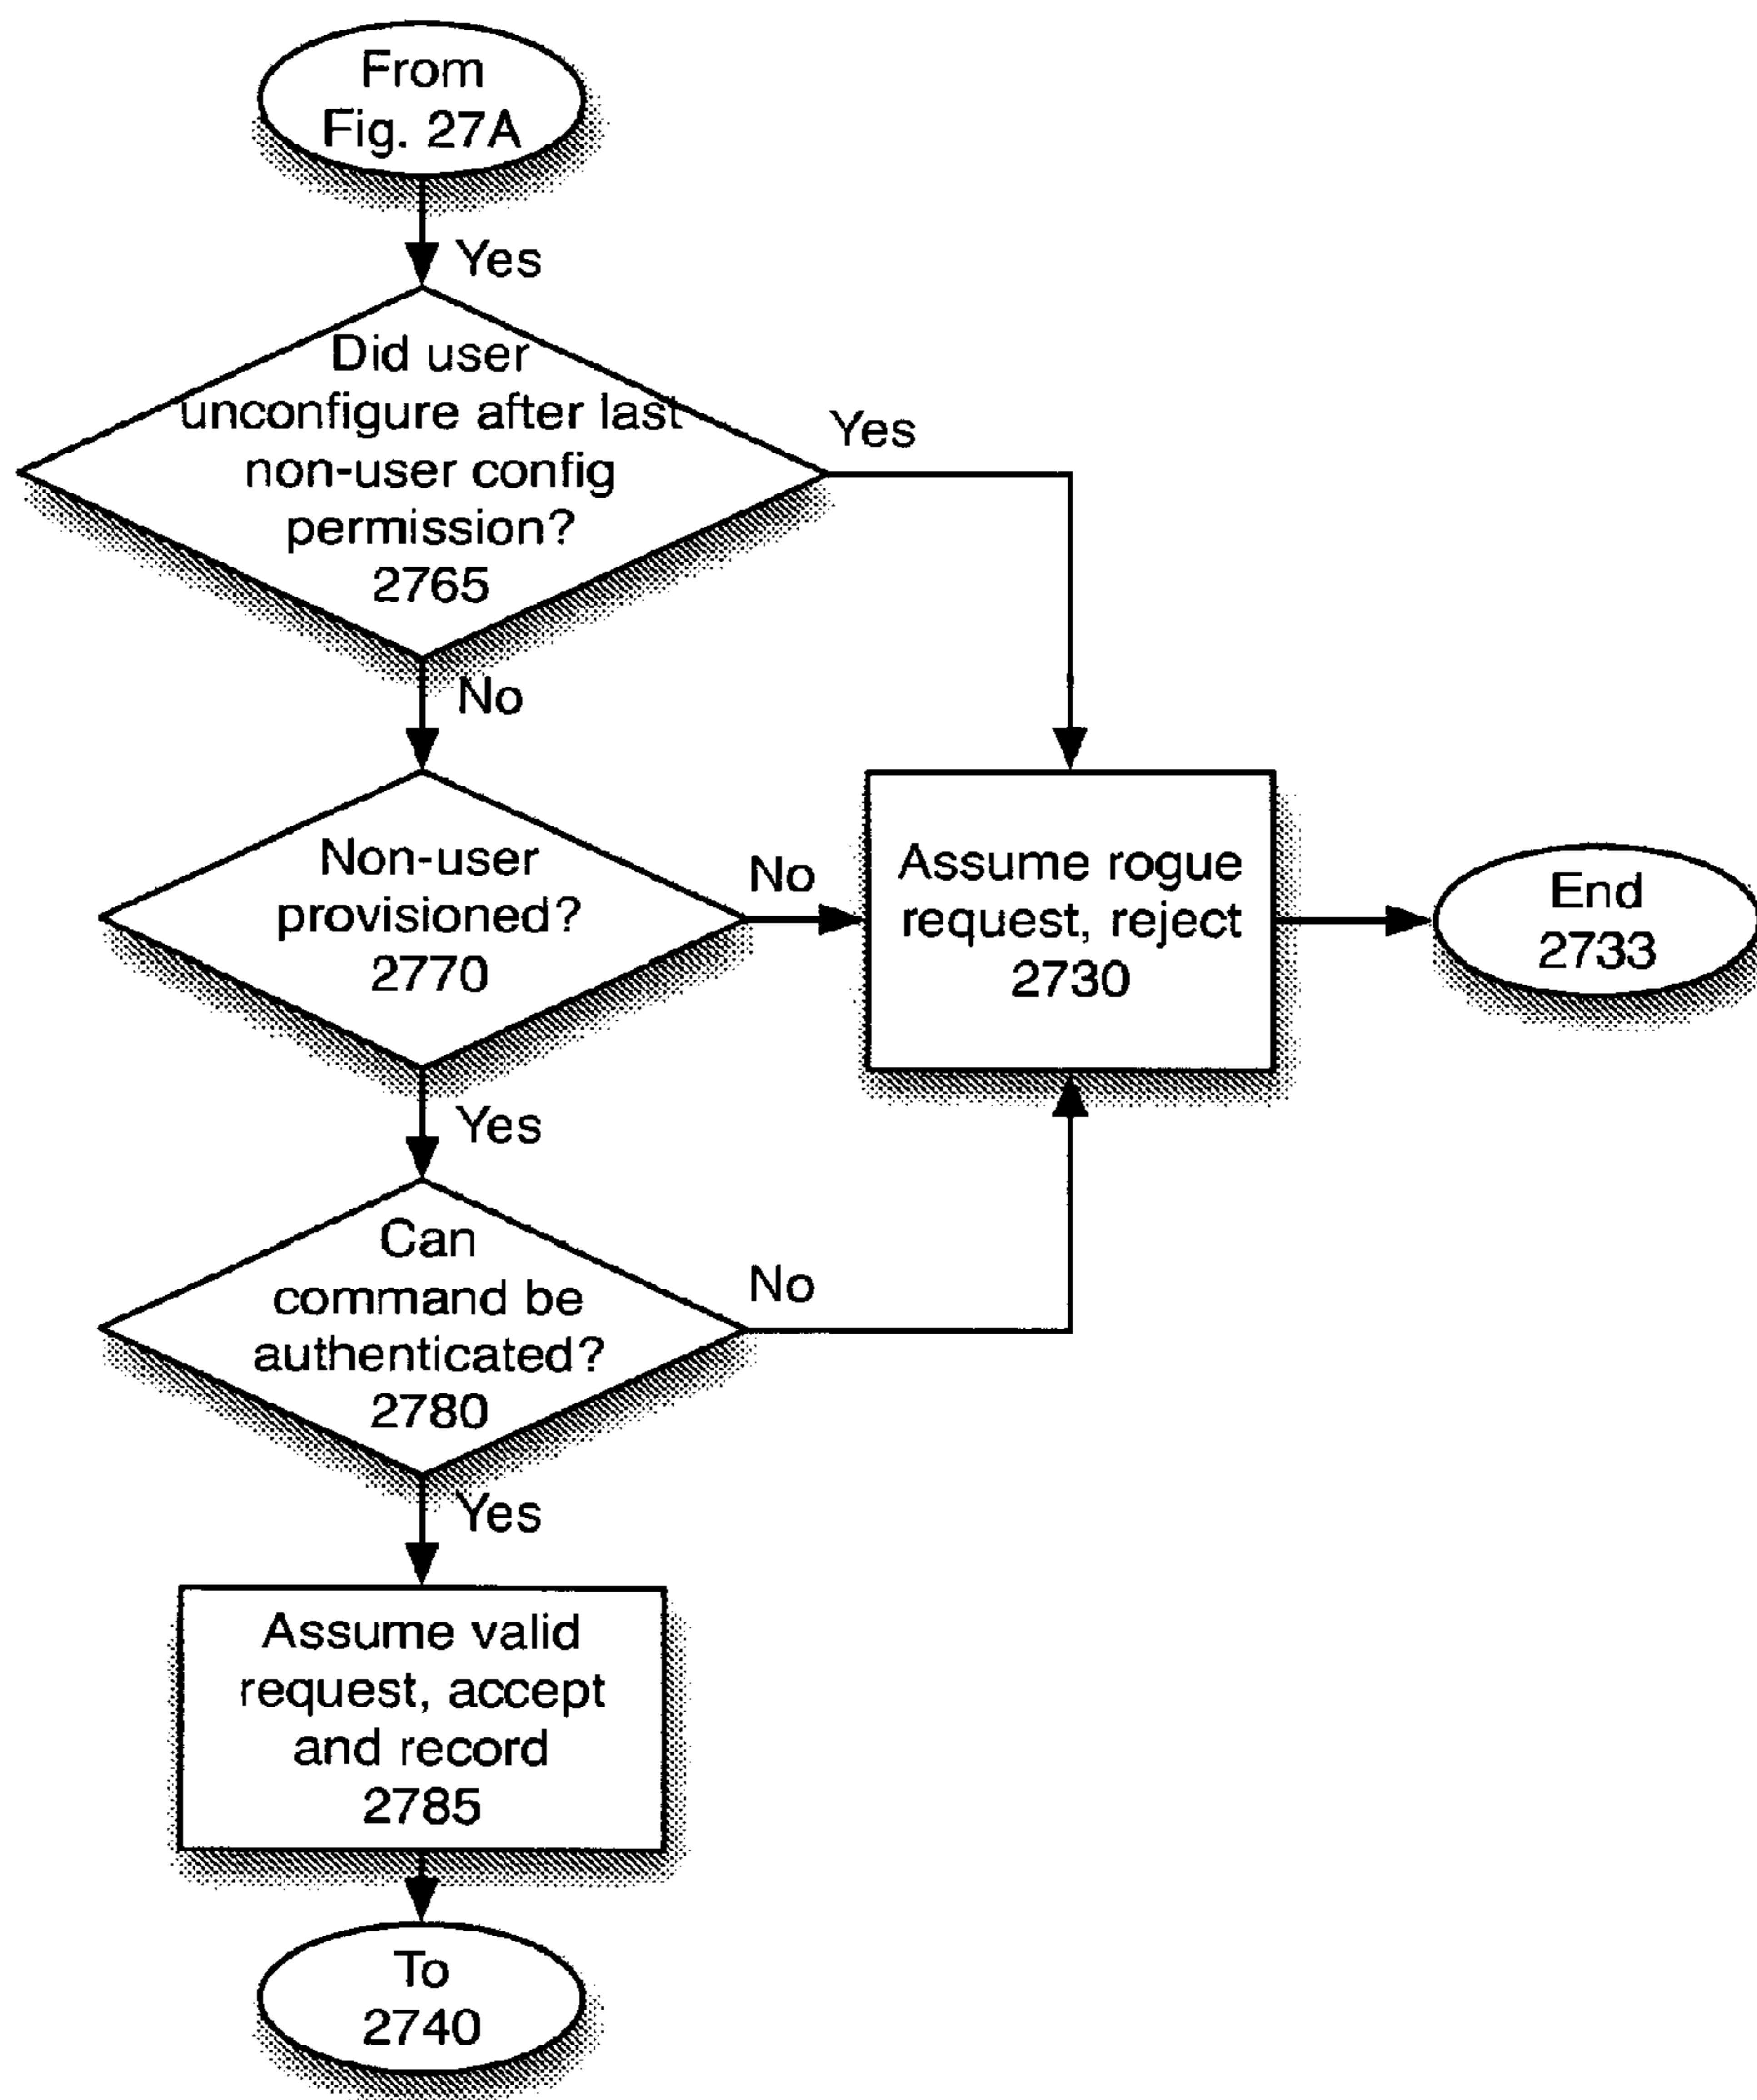 From
Fig. 27A
Yes
Did user
unconfigure after last
non-user config
permission?
2765
Yes
No
Non-user
provisioned?
2770
No
Assume rogue
request, reject
2730
End
2733
Yes
Can
command be
authenticated?
2780
No
Yes
Assume valid
request, accept
and record
2785
To
2740